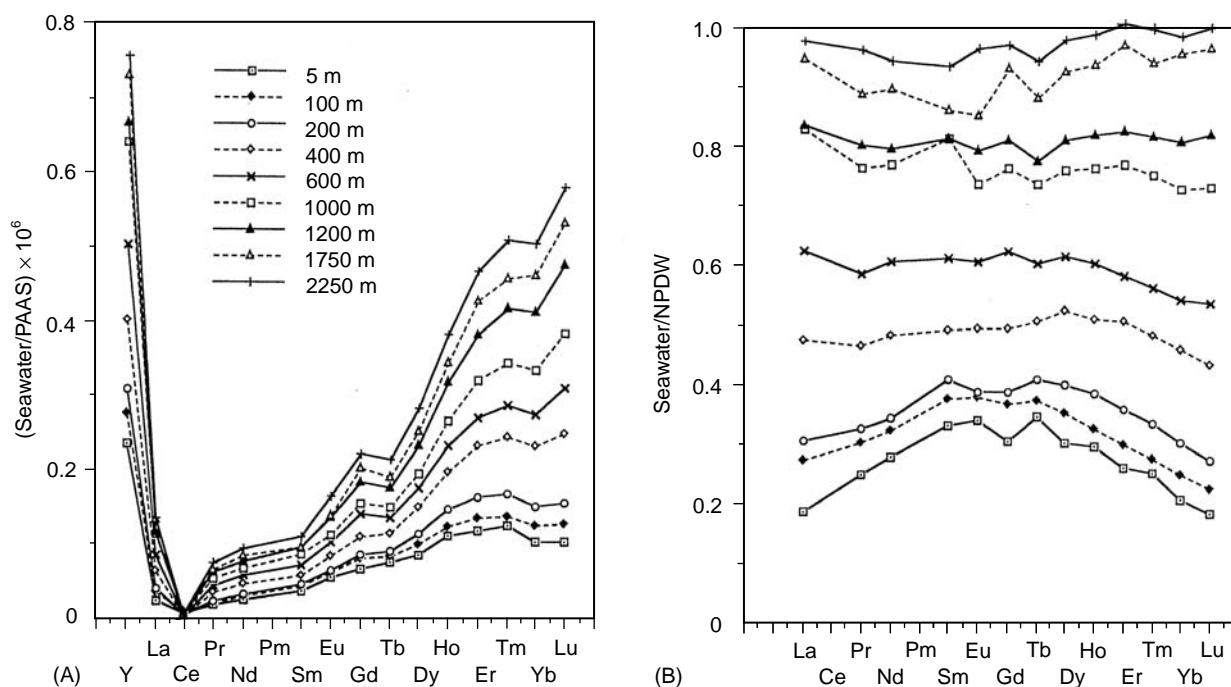 (Seawater/PAAS) × 10⁶
0.8
0.6
0.4
0.2
0
5 m
100 m
200 m
400 m
600 m
1000 m
1200 m
1750 m
2250 m
La Pr Pm Eu Tb Ho Tm Lu
(A) Y Ce Nd Sm Gd Dy Er Yb
Seawater/NPDW
1.0
0.8
0.6
0.4
0.2
0
La Pr Pm Eu Tb Ho Tm Lu
(B) Ce Nd Sm Gd Dy Er Yb